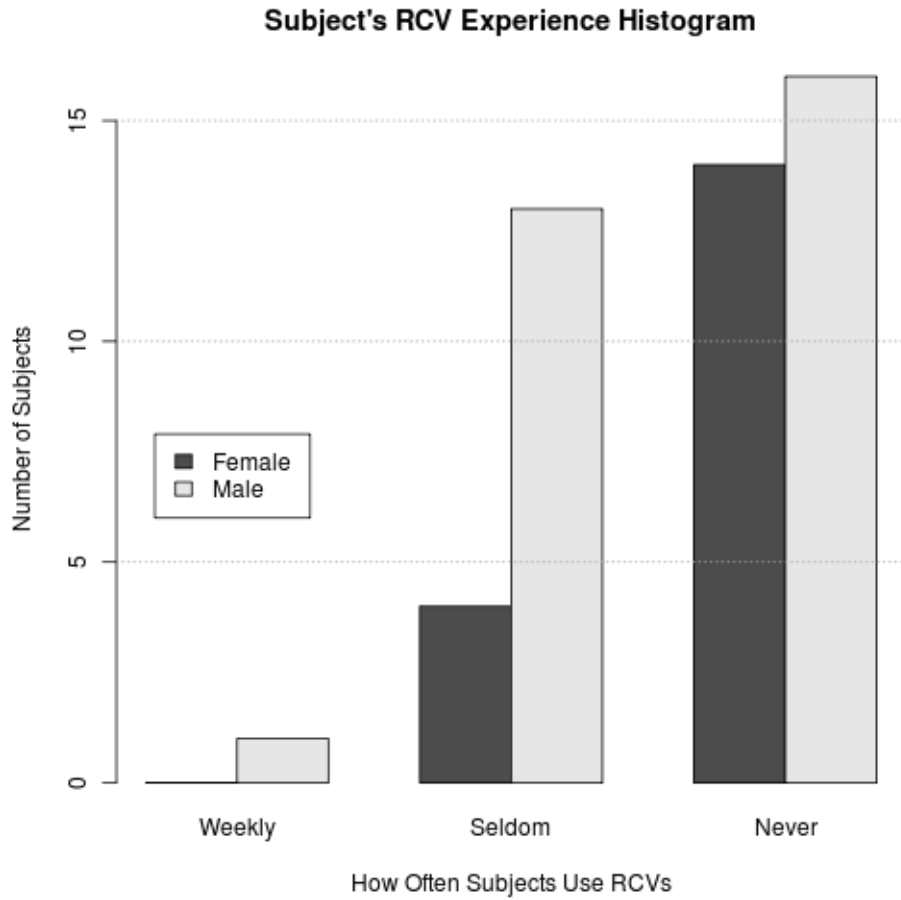 Subject's RCV Experience Histogram
15
10
5
0
Number of Subjects
Female
Male
Weekly
Seldom
Never
How Often Subjects Use RCVs